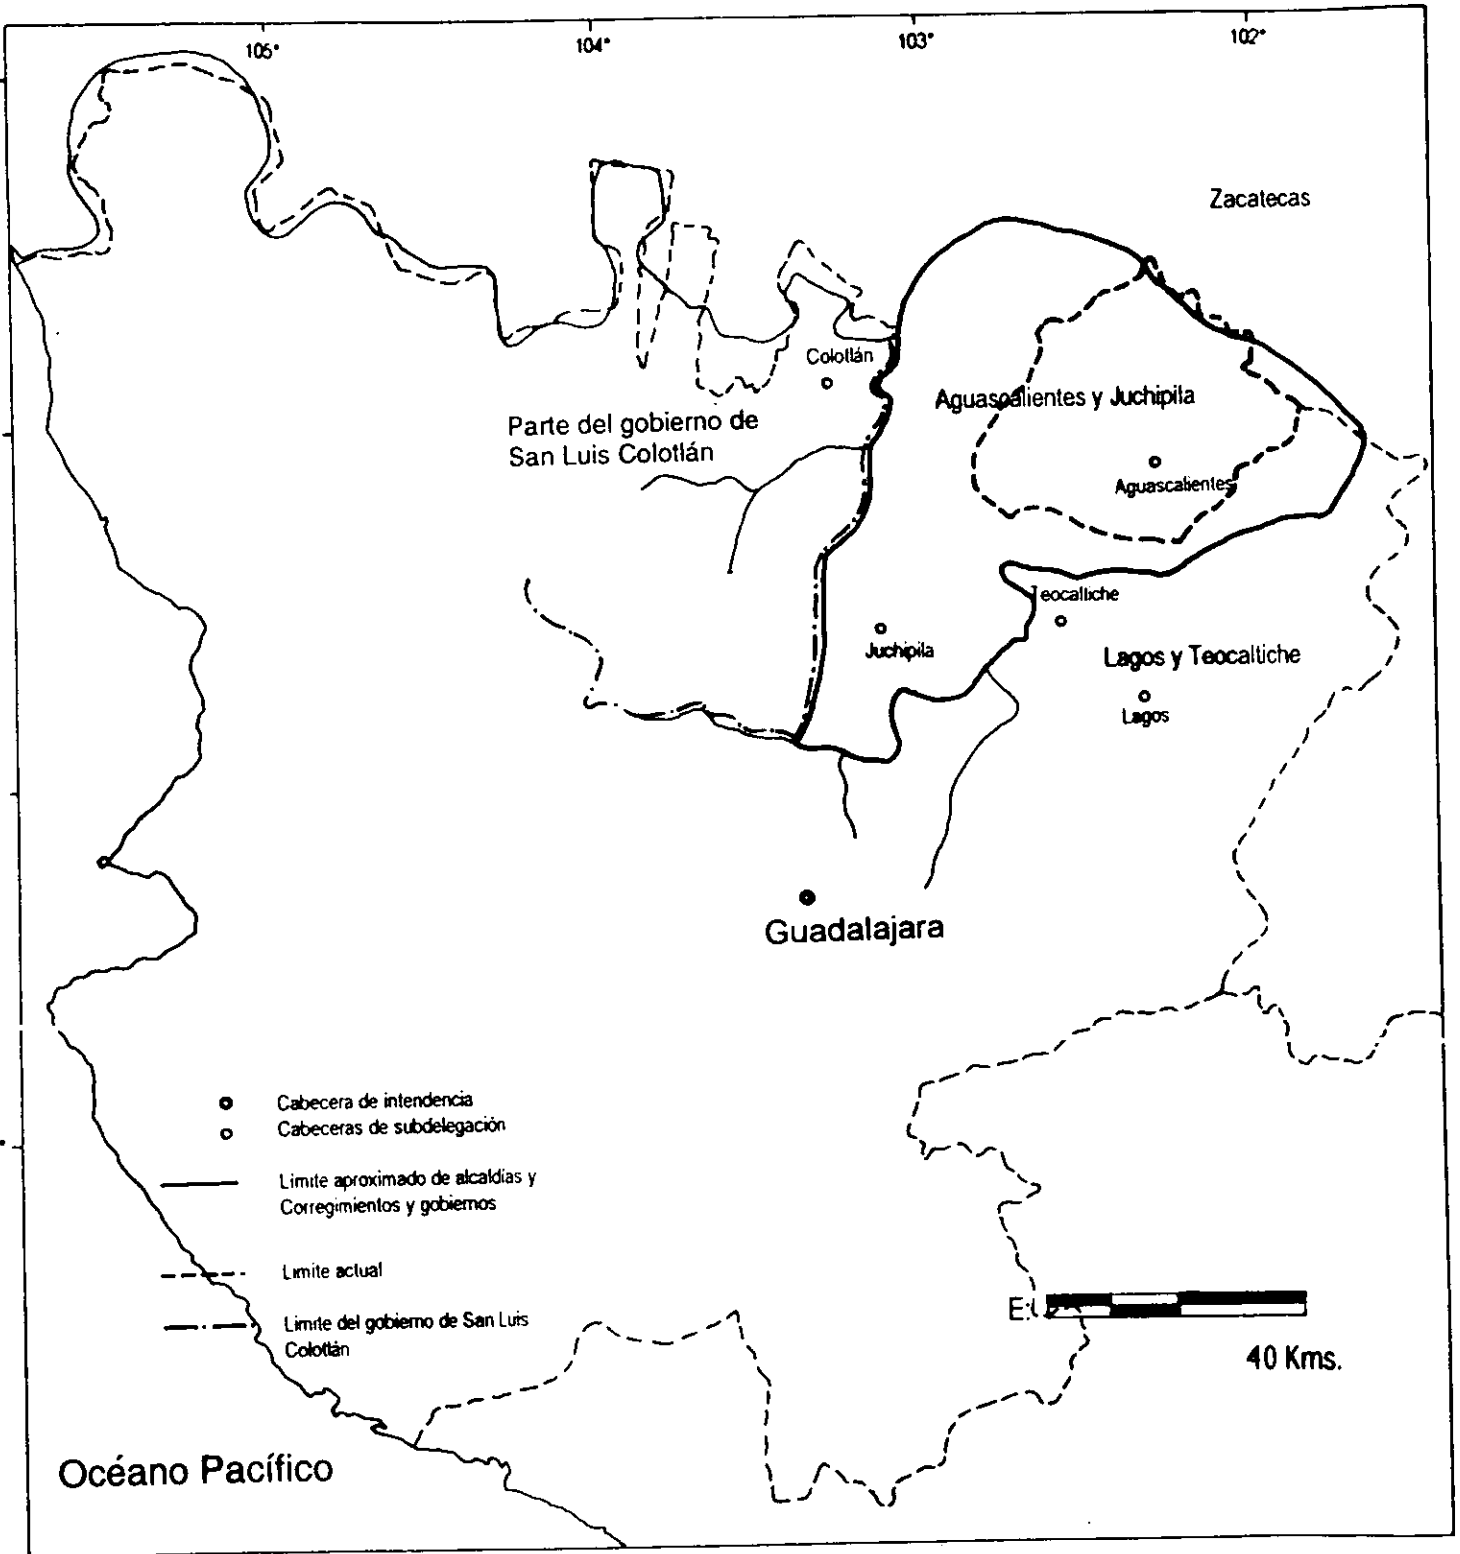 105°
104°
103°
102°
Zacatecas
Colotlán
Aguascalientes y Juchipila
Parte del gobierno de
San Luis Colotlán
Aguascalientes
Teocaltiche
Juchipila
Lagos y Teocaltiche
Lagos
Guadalajara
Cabecera de intendencia
Cabeceras de subdelegación
Limite aproximado de alcaldias y
Corregimientos y gobiernos
Limite actual
Limite del gobierno de San Luis
Colotlán
E:
40 Kms.
Océano Pacífico